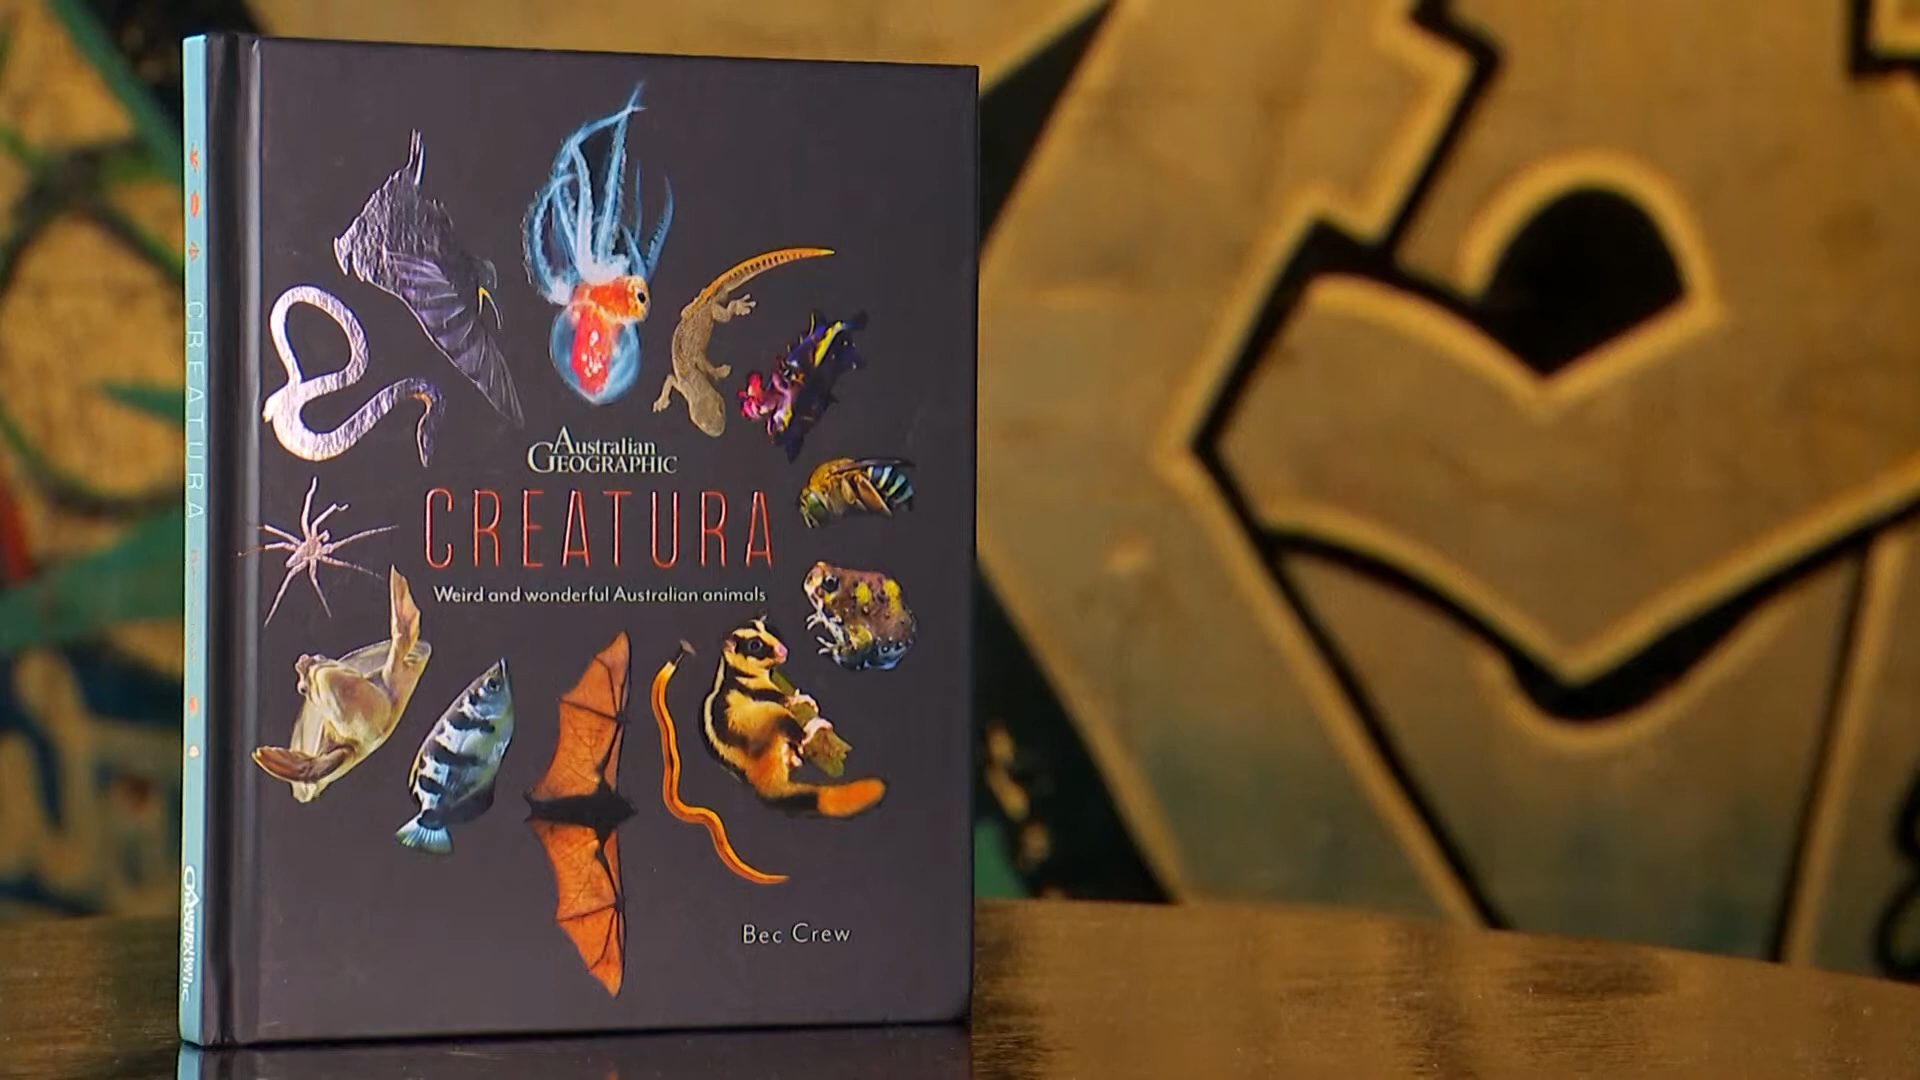 Australian
GEOGRAPHIC
CREATURA
Weird and wonderful Australian animals
Bec Crew
CREATURA